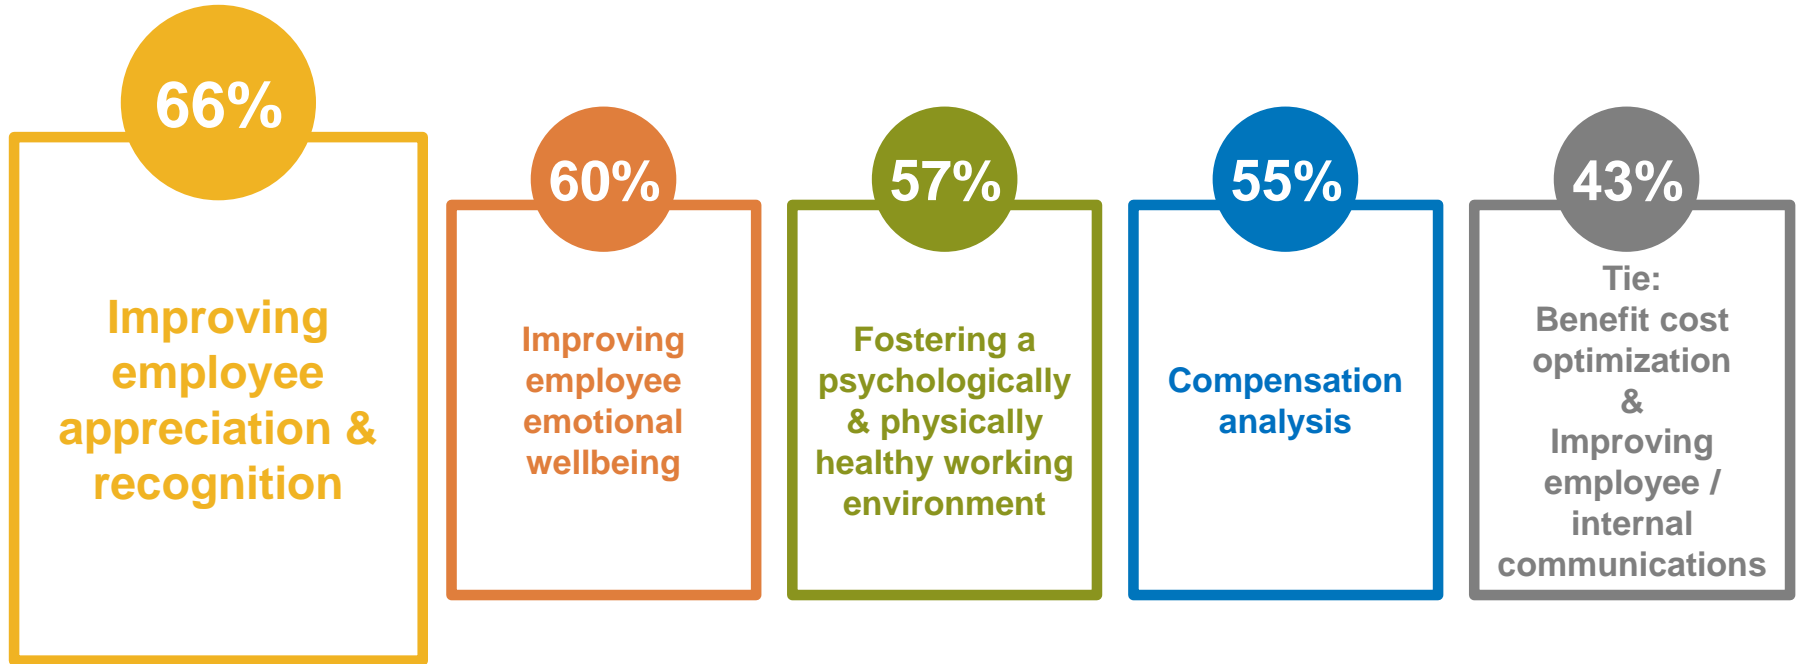 66%
Improving
employee
appreciation &
recognition
60%
Improving
employee
emotional
wellbeing
57%
Fostering a
psychologically
& physically
healthy working
environment
55%
Compensation
analysis
43%
Tie:
Benefit cost
optimization
&
Improving
employee /
internal
communications